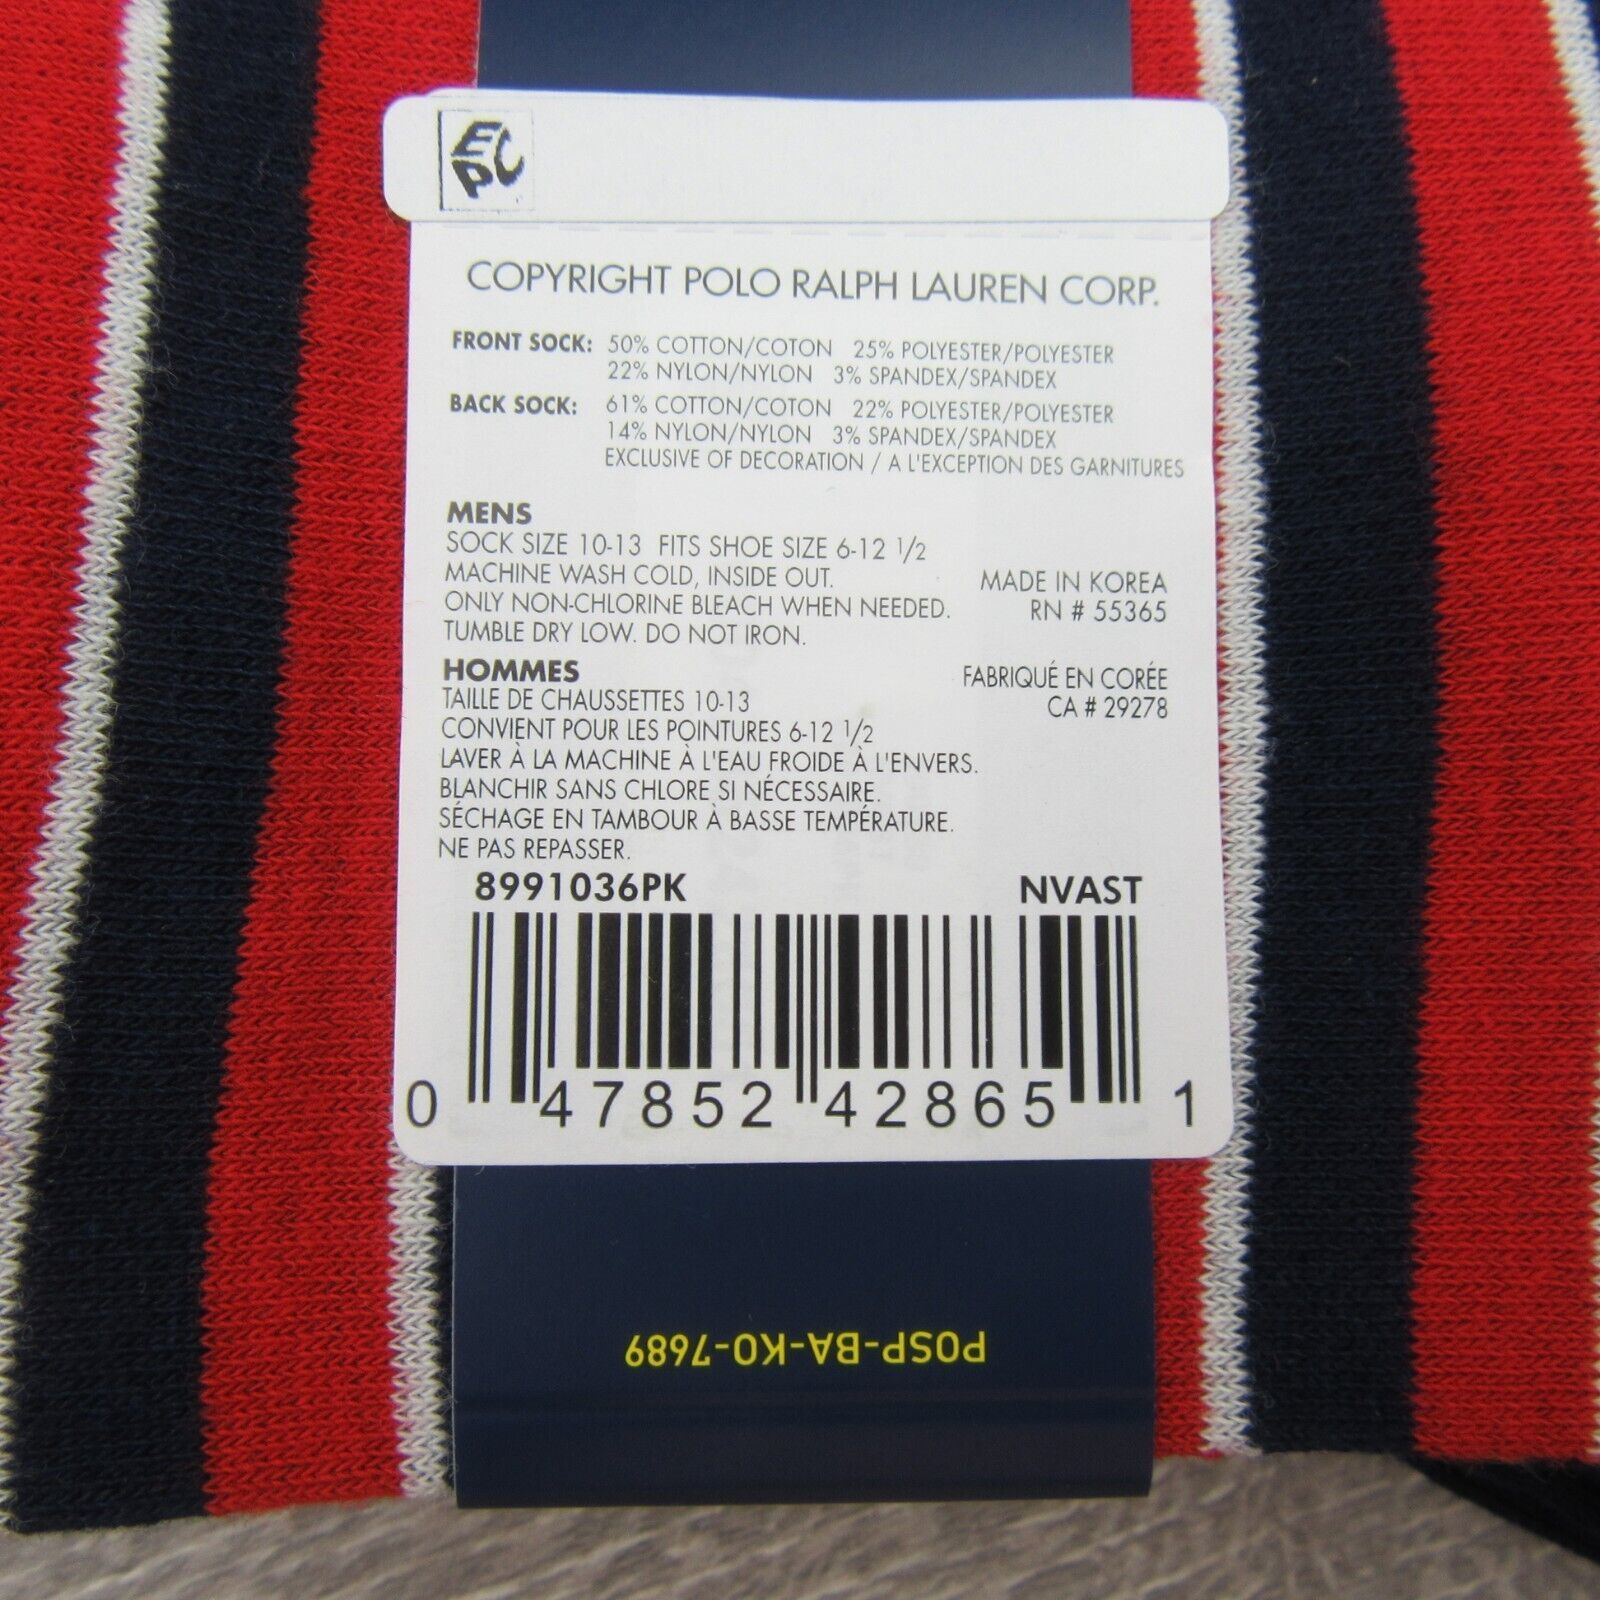 EPC
COPYRIGHT POLO RALPH LAUREN CORP.
FRONT SOCK: 50% COTTON/COTON 25% POLYESTER/POLYESTER
22% NYLON/NYLON 3% SPANDEX/SPANDEX
BACK SOCK: 61% COTTON/COTON 22% POLYESTER/POLYESTER
14% NYLON/NYLON 3% SPANDEX/SPANDEX
EXCLUSIVE OF DECORATION / A L'EXCEPTION DES GARNITURES
MENS
SOCK SIZE 10-13 FITS SHOE SIZE 6-12 1/2
MACHINE WASH COLD, INSIDE OUT.
ONLY NON-CHLORINE BLEACH WHEN NEEDED.
TUMBLE DRY LOW. DO NOT IRON.
MADE IN KOREA
RN # 55365
HOMMES
TAILLE DE CHAUSSETTES 10-13
CONVIENT POUR LES POINTURES 6-12 1/2
LAVER À LA MACHINE À L'EAU FROIDE À L'ENVERS.
BLANCHIR SANS CHLORE SI NÉCESSAIRE.
SÉCHAGE EN TAMBOUR À BASSE TEMPÉRATURE.
NE PAS REPASSER.
FABRIQUÉ EN CORÉE
CA # 29278
8991036PK NVAST
0 47852 42865 1
POSP-BA-KO-7689